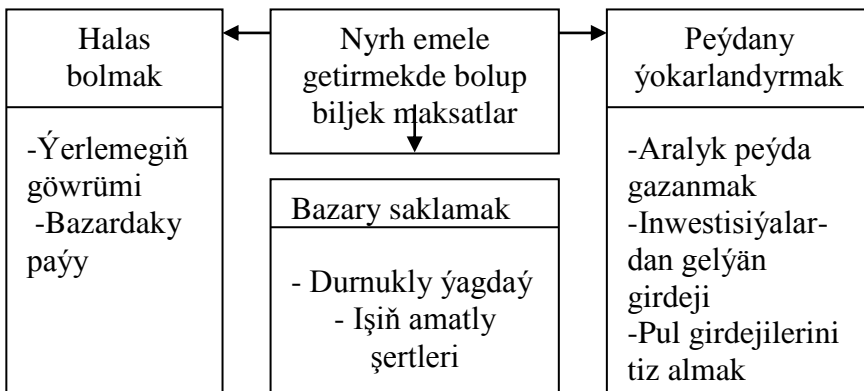 Halas
bolmak
-Ýerlemegiň
göwrümi
-Bazardaky
paýy
Nyrh emele
getirmekde bolup
biljek maksatlar
Bazary saklamak
- Durnukly ýagdaý
- Işiň amatly
şertleri
Peýdany
ýokarlandyrmak
-Aralyk peýda
gazanmak
-Inwestisiýalar-
dan gelýän
girdeji
-Pul girdejilerini
tiz almak